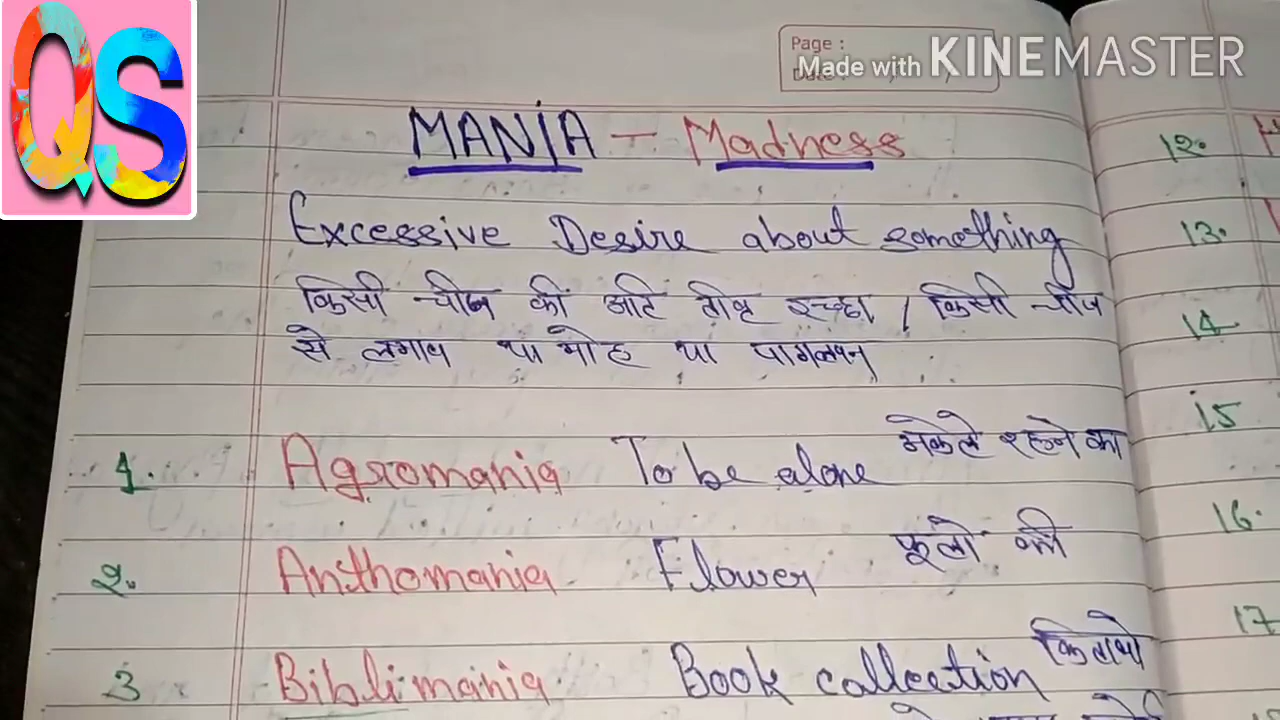 QS
Page :
Date
Made with KINEMASTER
MANIA - Madness
Excessive Desire about something
किसी चीज की अति तीव्र इच्छा / किसी चीज
से लगाव या मोह या पागलपन
1. Agromania To be alone अकेले रहने का
2. Anthomania Flower फूलो की
3 Biblimania Book collection किताबो
12.
13.
14
15
16.
17